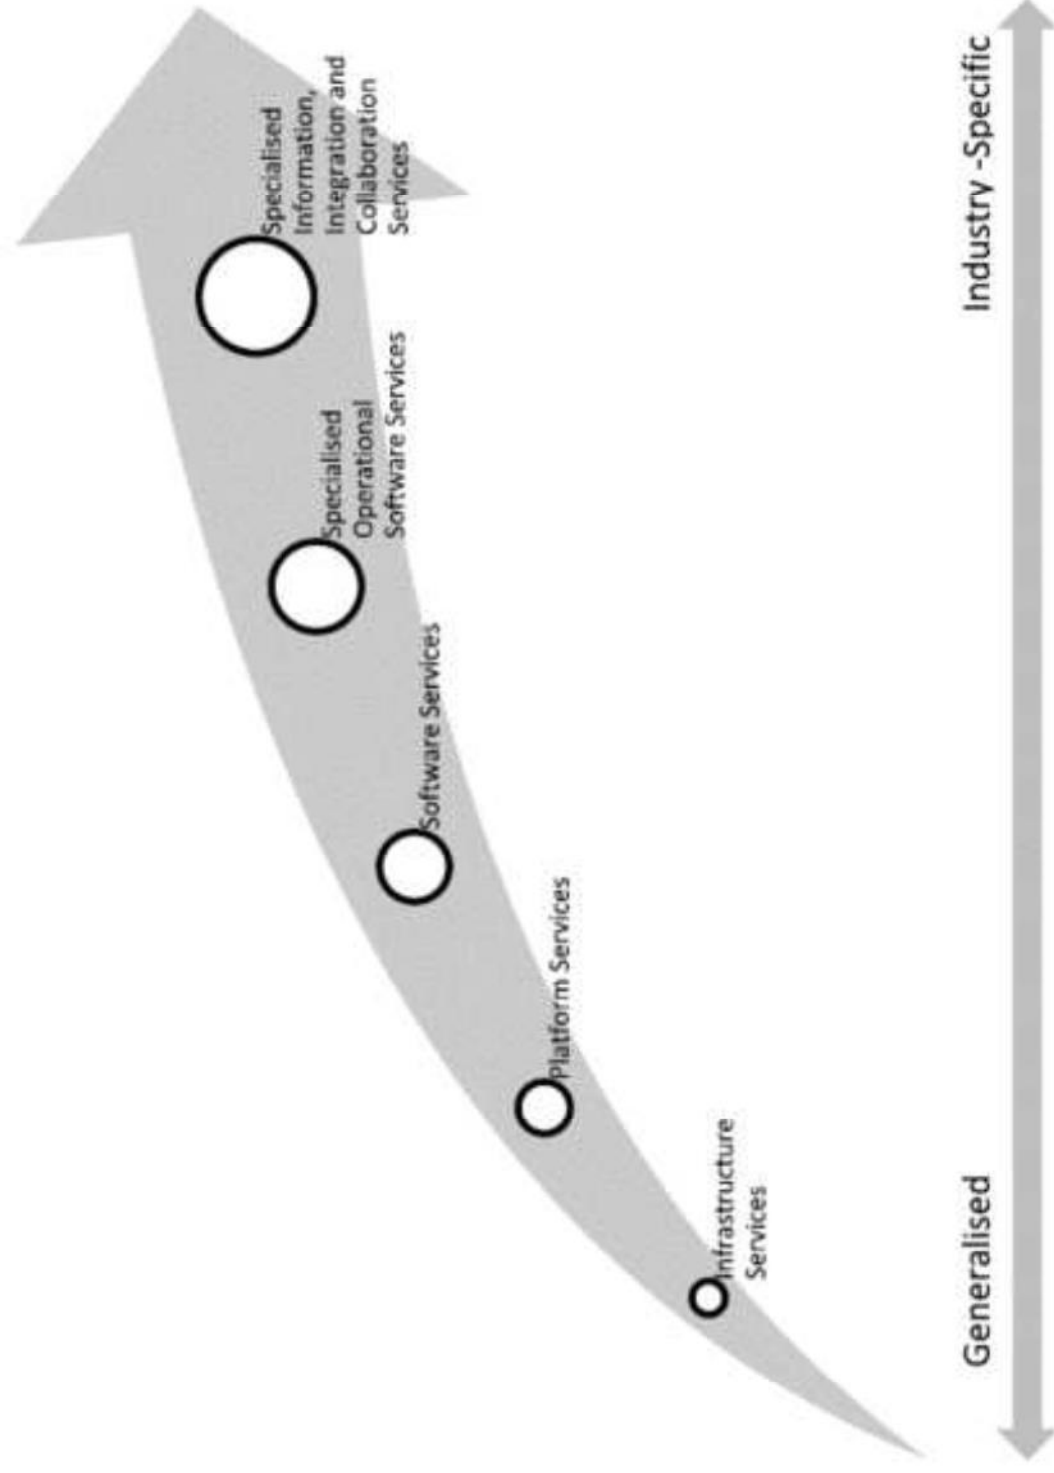 Specialised
Information,
Integration and
Collaboration
Services
Specialised
Operational
Software Services
Software Services
Platform Services
Infrastructure
Services
Generalised
Industry -Specific